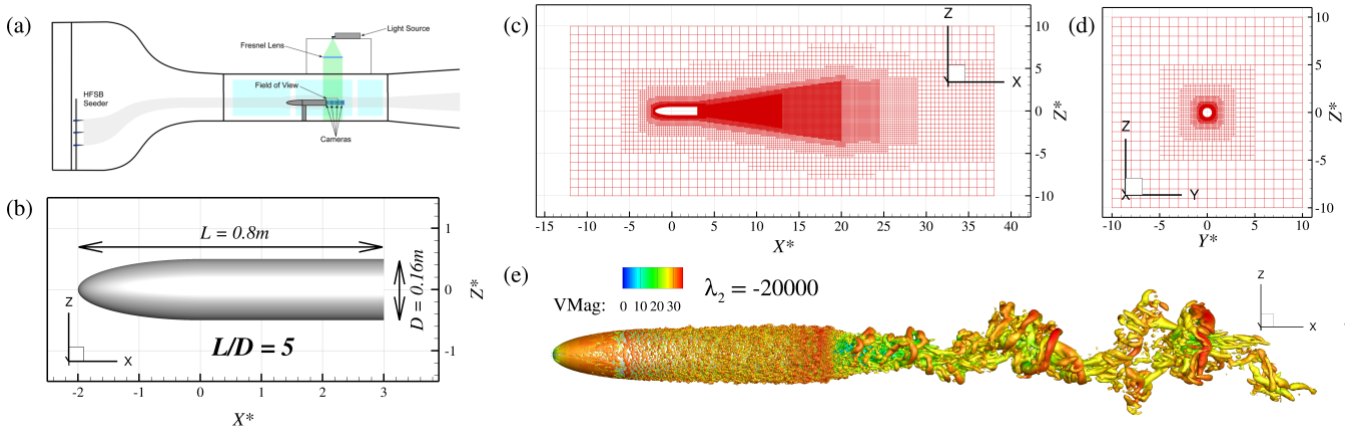 (a)
Light Source
Fresnel Lens
HFSB
Seeder
Field of View
Cameras
(b)
L = 0.8m
D = 0.16m
L/D = 5
Z
X
1
0
-1
Z*
-2 -1 0 1 2 3
X*
(c)
Z
X
10
5
0
-5
-10
Z*
-15 -10 -5 0 5 10 15 20 25 30 35 40
X*
(d)
Z
X
Y
10
5
0
-5
-10
Z*
-10 -5 0 5 10
Y*
(e)
VMag: 0 10 20 30
λ2 = -20000
Z
X